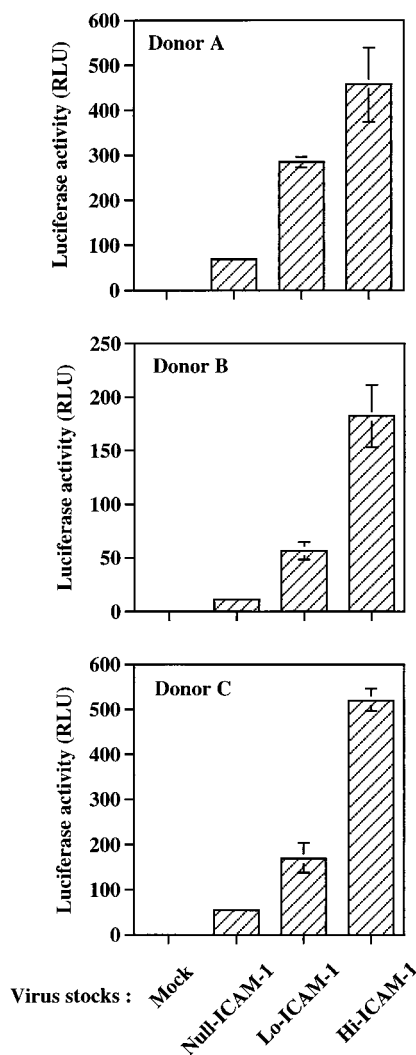 Donor A
Luciferase activity (RLU)
600
500
400
300
200
100
0
Donor B
Luciferase activity (RLU)
250
200
150
100
50
0
Donor C
Luciferase activity (RLU)
600
500
400
300
200
100
0
Virus stocks :
Mock
Null-ICAM-1
Lo-ICAM-1
Hi-ICAM-1